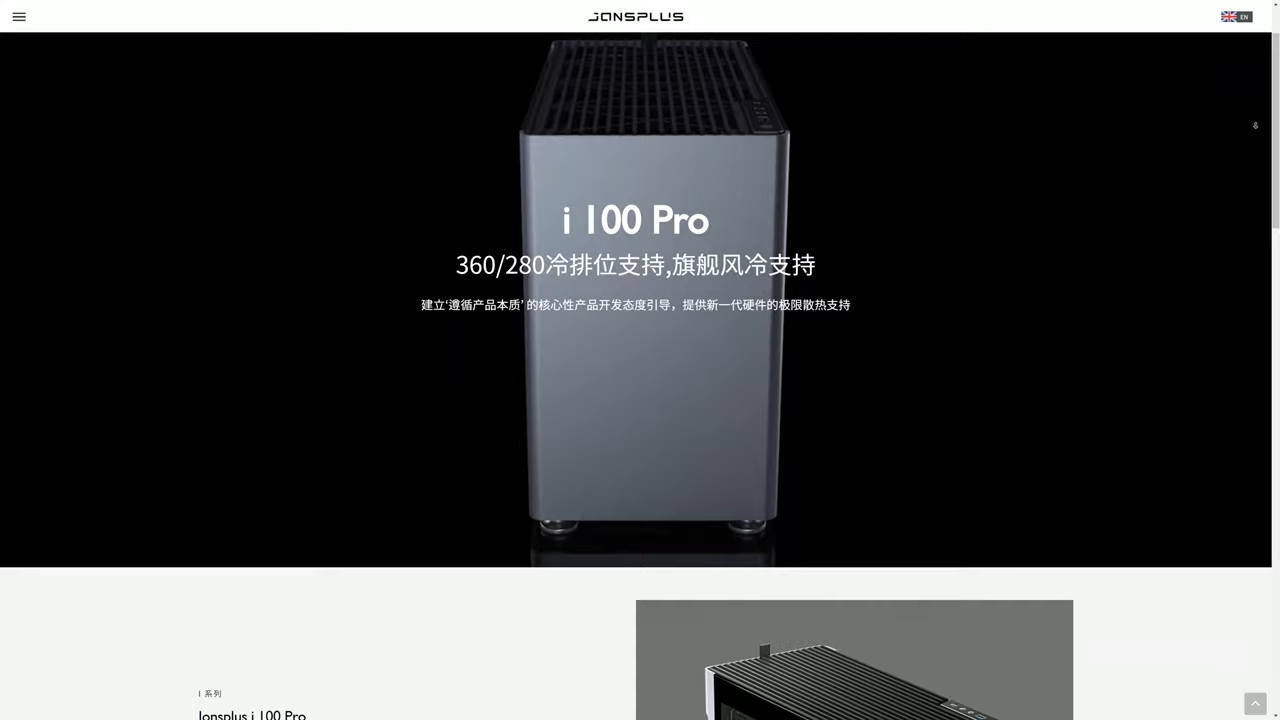 JONSPLUS
EN
i 100 Pro
360/280冷排位支持,旗舰风冷支持
建立‘遵循产品本质’ 的核心性产品开发态度引导，提供新一代硬件的极限散热支持
I 系列
Jonsplus i 100 Pro